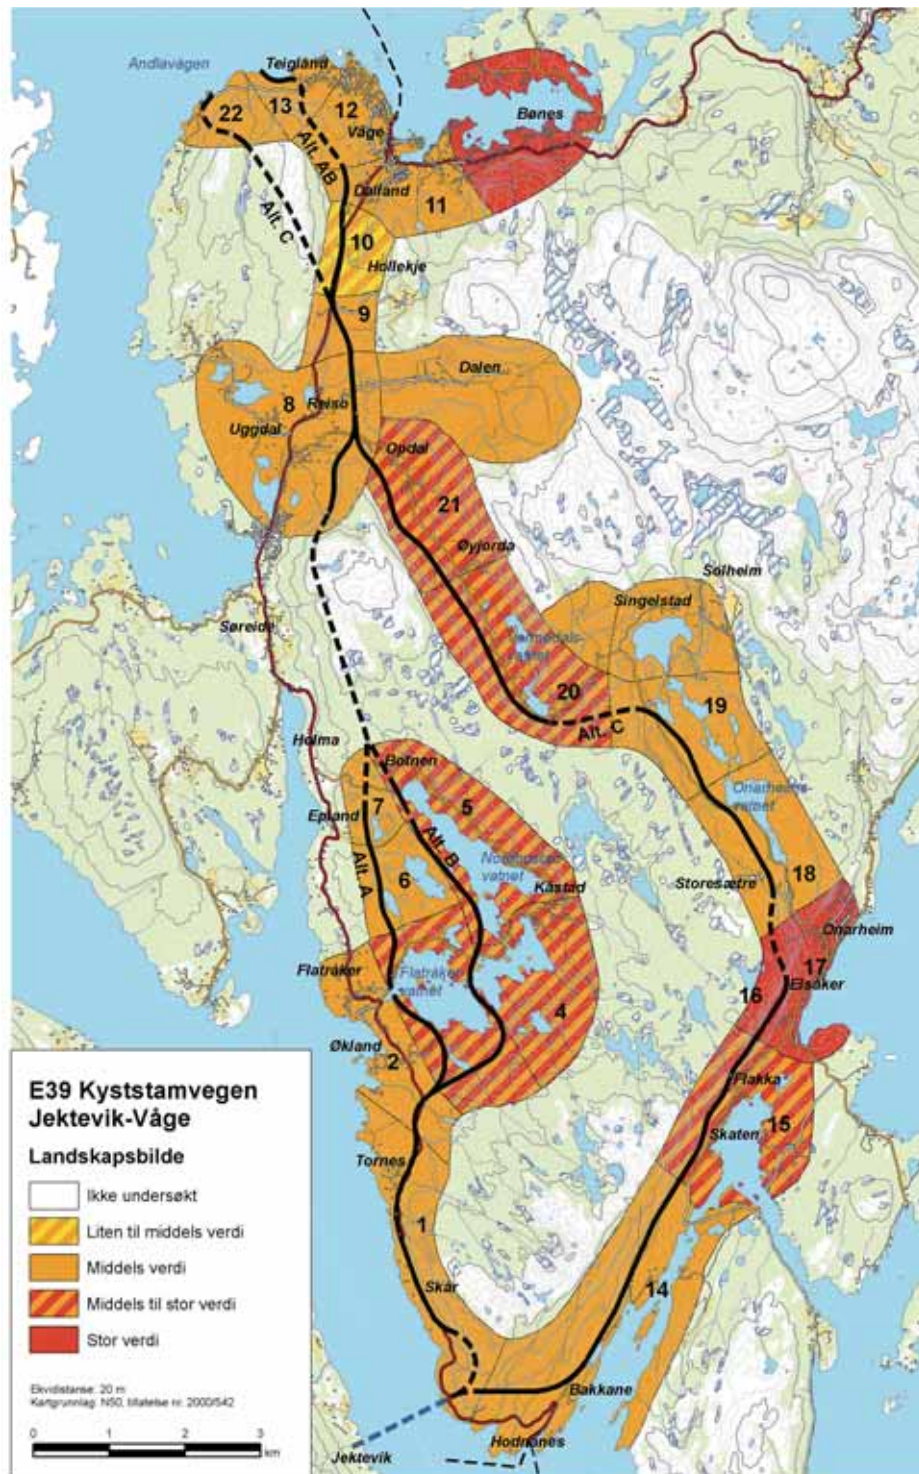 Andlavågen
Teigland
22
13
12
Våge
Bønes
Alt. AB
Dalland
11
Alt. C
10
Hollekje
9
Dalen
8
Reiso
Uggdal
Opdal
21
Øyjorda
Solheim
Singelstad
vatnet
Søreide
20
19
Alt. C
Holma
Botnen
Onarheims-
vatnet
7
5
Epland
Alt. B
Alt. A
6
vatnet
Kåstad
Storesætre
18
Onarheim
Flatråker
Flatråker-
vatnet
17
16
Elsåker
4
Økland
2
Flakka
15
Skaten
Tornes
1
Skår
14
Bakkane
Jektevik
Hodnanes
E39 Kyststamvegen
Jektevik-Våge
Landskapsbilde
Ikke undersøkt
Liten til middels verdi
Middels verdi
Middels til stor verdi
Stor verdi
Ekvidistanse: 20 m
Kartgrunnlag: N50, tillatelse nr. 2000/542
0 1 2 3
km